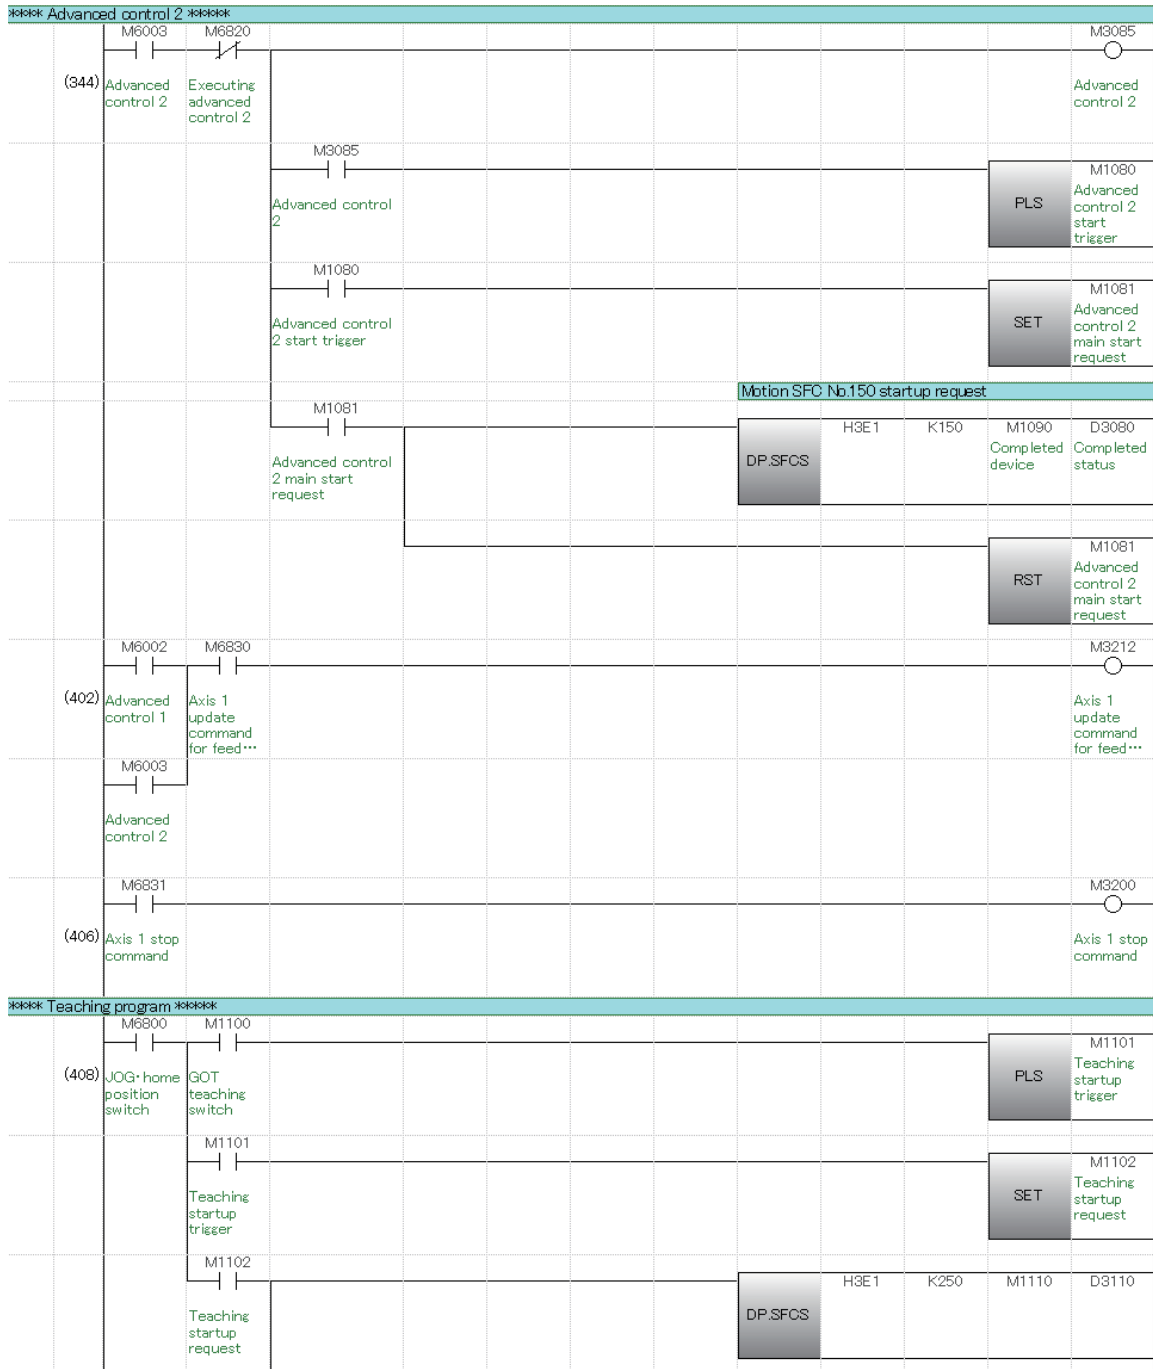 ***** Advanced control 2 *****
M6003 M6820 M3085
(344) Advanced control 2
Executing advanced control 2
Advanced control 2
M3085 M1080
Advanced control 2
PLS
Advanced control 2 start trigger
M1080 M1081
Advanced control 2 start trigger
SET
Advanced control 2 main start request
Motion SFC No.150 startup request
M1081
DP.SFCS H3E1 K150 M1090 D3080
Completed device
Completed status
Advanced control 2 main start request
M1081
RST
Advanced control 2 main start request
M6002 M6830 M3212
(402) Advanced control 1
Axis 1 update command for feed···
Axis 1 update command for feed···
M6003
Advanced control 2
M6831 M3200
(406) Axis 1 stop command
Axis 1 stop command
***** Teaching program *****
M6800 M1100 M1101
(408) JOG·home position switch
GOT teaching switch
PLS
Teaching startup trigger
M1101 M1102
Teaching startup trigger
SET
Teaching startup request
M1102
DP.SFCS H3E1 K250 M1110 D3110
Teaching startup request